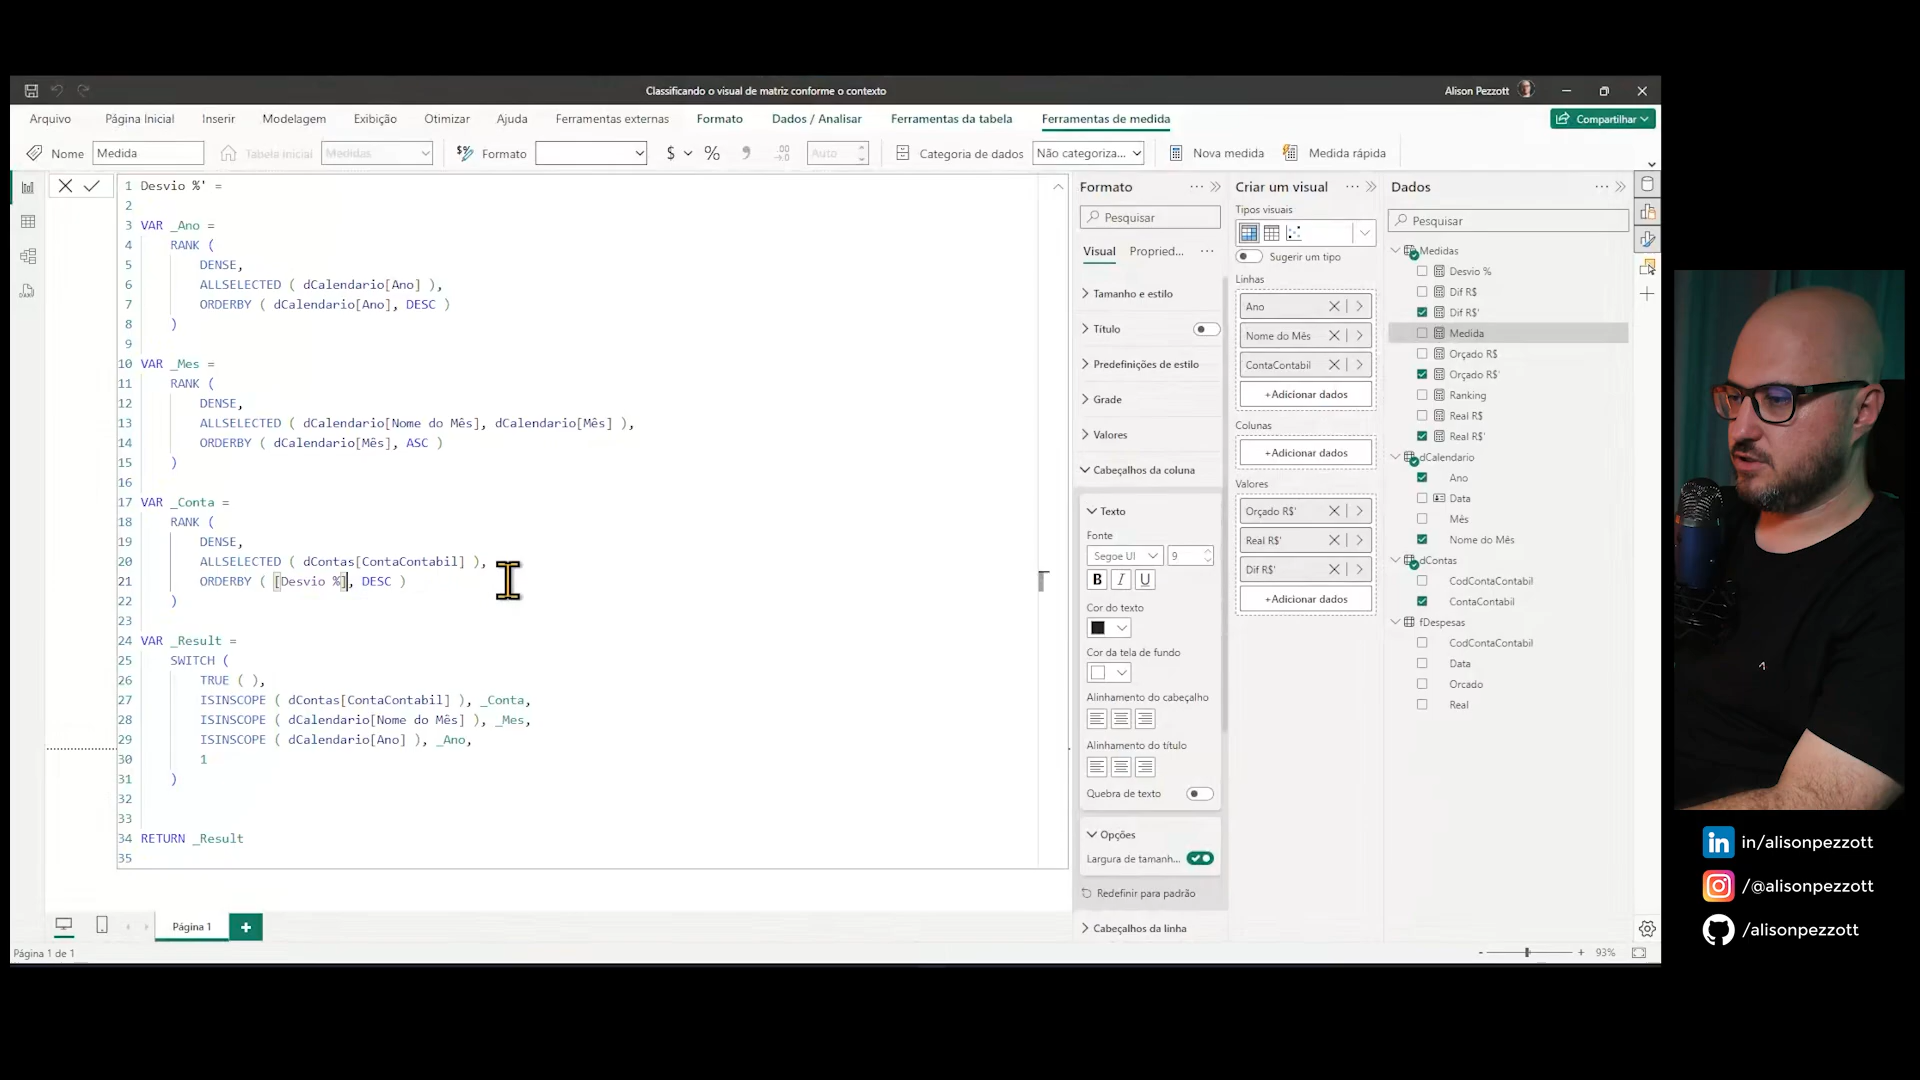 Classificando o visual de matriz conforme o contexto
Alison Pezzott
Arquivo
Página Inicial
Inserir
Modelagem
Exibição
Otimizar
Ajuda
Ferramentas externas
Formato
Dados / Analisar
Ferramentas da tabela
Ferramentas de medida
Compartilhar
Nome
Medida
Tabela inicial
Medidas
Formato
$
%
Auto
Categoria de dados
Não categoriza...
Nova medida
Medida rápida
1 Desvio %' =
2
3 VAR _Ano =
4 RANK (
5 DENSE,
6 ALLSELECTED ( dCalendario[Ano] ),
7 ORDERBY ( dCalendario[Ano], DESC )
8 )
9
10 VAR _Mes =
11 RANK (
12 DENSE,
13 ALLSELECTED ( dCalendario[Nome do Mês], dCalendario[Mês] ),
14 ORDERBY ( dCalendario[Mês], ASC )
15 )
16
17 VAR _Conta =
18 RANK (
19 DENSE,
20 ALLSELECTED ( dContas[ContaContabil] ),
21 ORDERBY ( [Desvio %], DESC )
22 )
23
24 VAR _Result =
25 SWITCH (
26 TRUE ( ),
27 ISINSCOPE ( dContas[ContaContabil] ), _Conta,
28 ISINSCOPE ( dCalendario[Nome do Mês] ), _Mes,
29 ISINSCOPE ( dCalendario[Ano] ), _Ano,
30 1
31 )
32
33
34 RETURN _Result
35
Formato
Pesquisar
Visual
Propried...
Tamanho e estilo
Título
Predefinições de estilo
Grade
Valores
Cabeçalhos da coluna
Texto
Fonte
Segoe UI
9
B
I
U
Cor do texto
Cor da tela de fundo
Alinhamento do cabeçalho
Alinhamento do título
Quebra de texto
Opções
Largura de tamanh...
Redefinir para padrão
Cabeçalhos da linha
Criar um visual
Tipos visuais
Sugerir um tipo
Linhas
Ano
Nome do Mês
ContaContabil
+Adicionar dados
Colunas
+Adicionar dados
Valores
Orçado R$'
Real R$'
Dif R$'
+Adicionar dados
Dados
Pesquisar
Medidas
Desvio %
Dif R$
Dif R$'
Medida
Orçado R$
Orçado R$'
Ranking
Real R$
Real R$'
dCalendario
Ano
Data
Mês
Nome do Mês
dContas
CodContaContabil
ContaContabil
fDespesas
CodContaContabil
Data
Orcado
Real
Página 1
Página 1 de 1
93%
in/alisonpezzott
/@alisonpezzott
/alisonpezzott